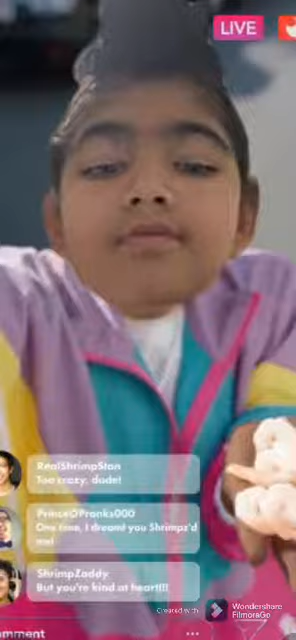 LIVE
RealShrimpStan
Too crazy, dude!
PrinceOPranks000
One time, I dreamt you Shrimpz'd
me!
ShrimpZaddy
But you're kind at heart!!!!
Created with
Wondershare
FilmoraGo
omment